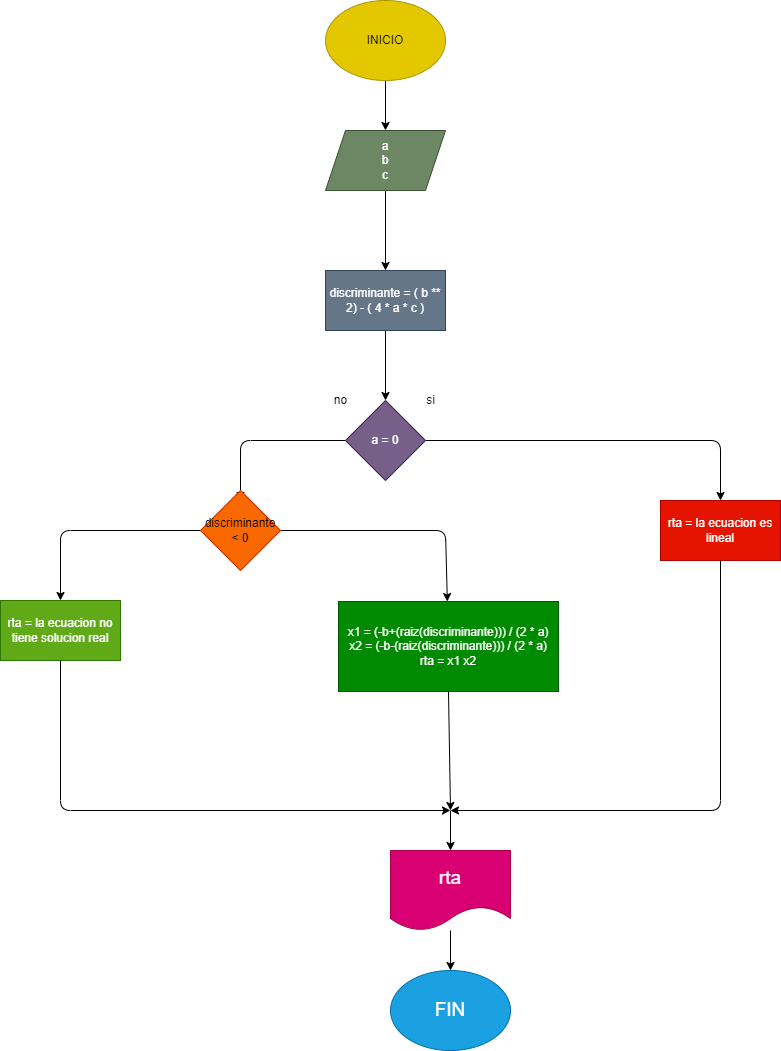 INICIO
a
b
c
discriminante = ( b **
2) - ( 4 * a * c )
no
si
a = 0
discriminante
< 0
rta = la ecuacion es
lineal
rta = la ecuacion no
tiene solucion real
x1 = (-b+(raiz(discriminante))) / (2 * a)
x2 = (-b-(raiz(discriminante))) / (2 * a)
rta = x1 x2
rta
FIN